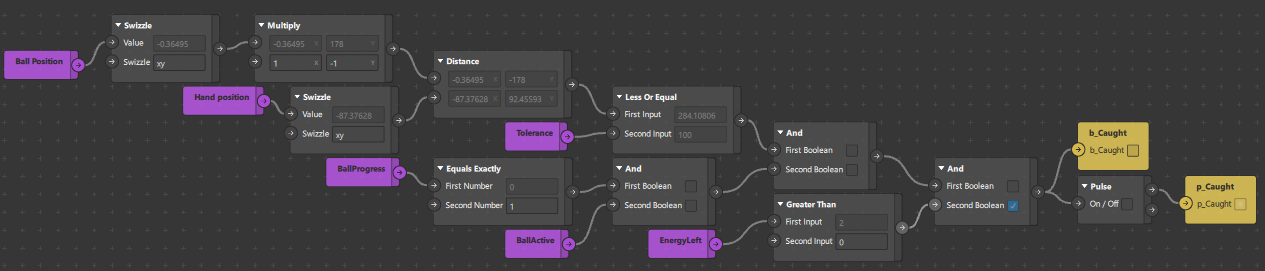 Ball Position
Swizzle
Value -0.36495
Swizzle xy
Multiply
-0.36495 X 178 Y
1 X -1 Y
Hand position
Swizzle
Value -87.37628
Swizzle xy
Distance
-0.36495 X -178 Y
-87.37628 X 92.45593 Y
Tolerance
Less Or Equal
First Input 284.10806
Second Input 100
BallProgress
Equals Exactly
First Number 0
Second Number 1
BallActive
And
First Boolean
Second Boolean
And
First Boolean
Second Boolean
EnergyLeft
Greater Than
First Input 2
Second Input 0
And
First Boolean
Second Boolean
b_Caught
b_Caught
Pulse
On / Off
p_Caught
p_Caught